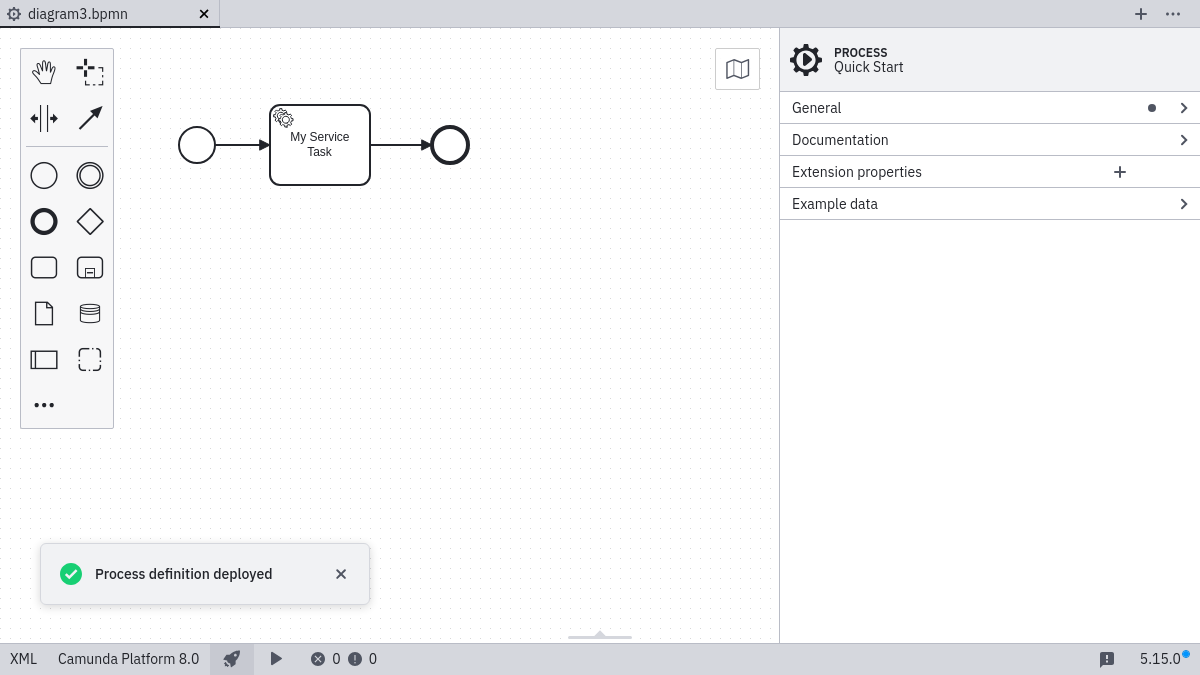 diagram3.bpmn
PROCESS
Quick Start
General
Documentation
Extension properties
Example data
My Service
Task
Process definition deployed
XML Camunda Platform 8.0 0 0 5.15.0